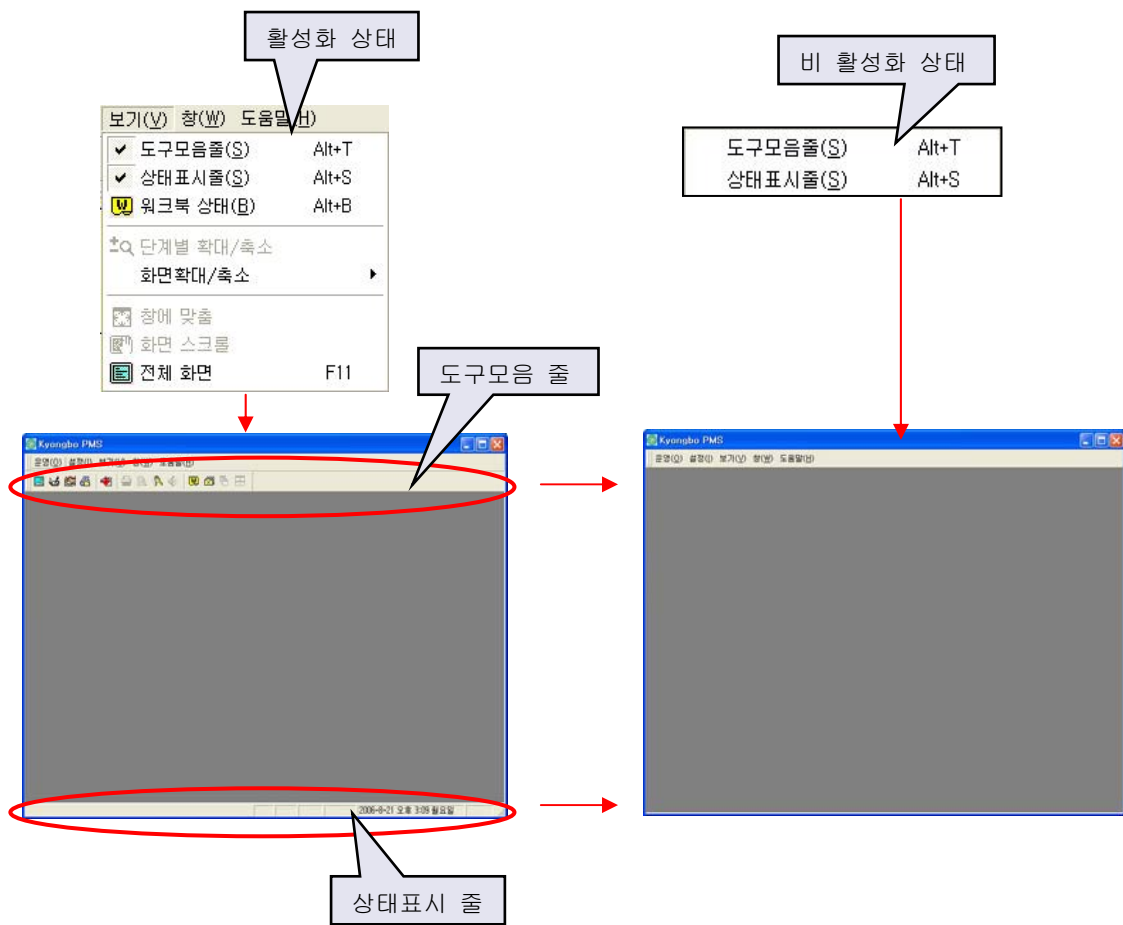 활성화 상태
비 활성화 상태
보기(V) 창(W) 도움말(H)
도구모음줄(S) Alt+T
상태표시줄(S) Alt+S
워크북 상태(B) Alt+B
단계별 확대/축소
화면확대/축소
창에 맞춤
화면 스크롤
전체 화면 F11
도구모음줄(S) Alt+T
상태표시줄(S) Alt+S
도구모음 줄
Kyongbo PMS
운영(O) 설정(I) 보기(V) 창(W) 도움말(H)
2006-8-21 오후 3:09 월요일
Kyongbo PMS
운영(O) 설정(I) 보기(V) 창(W) 도움말(H)
상태표시 줄